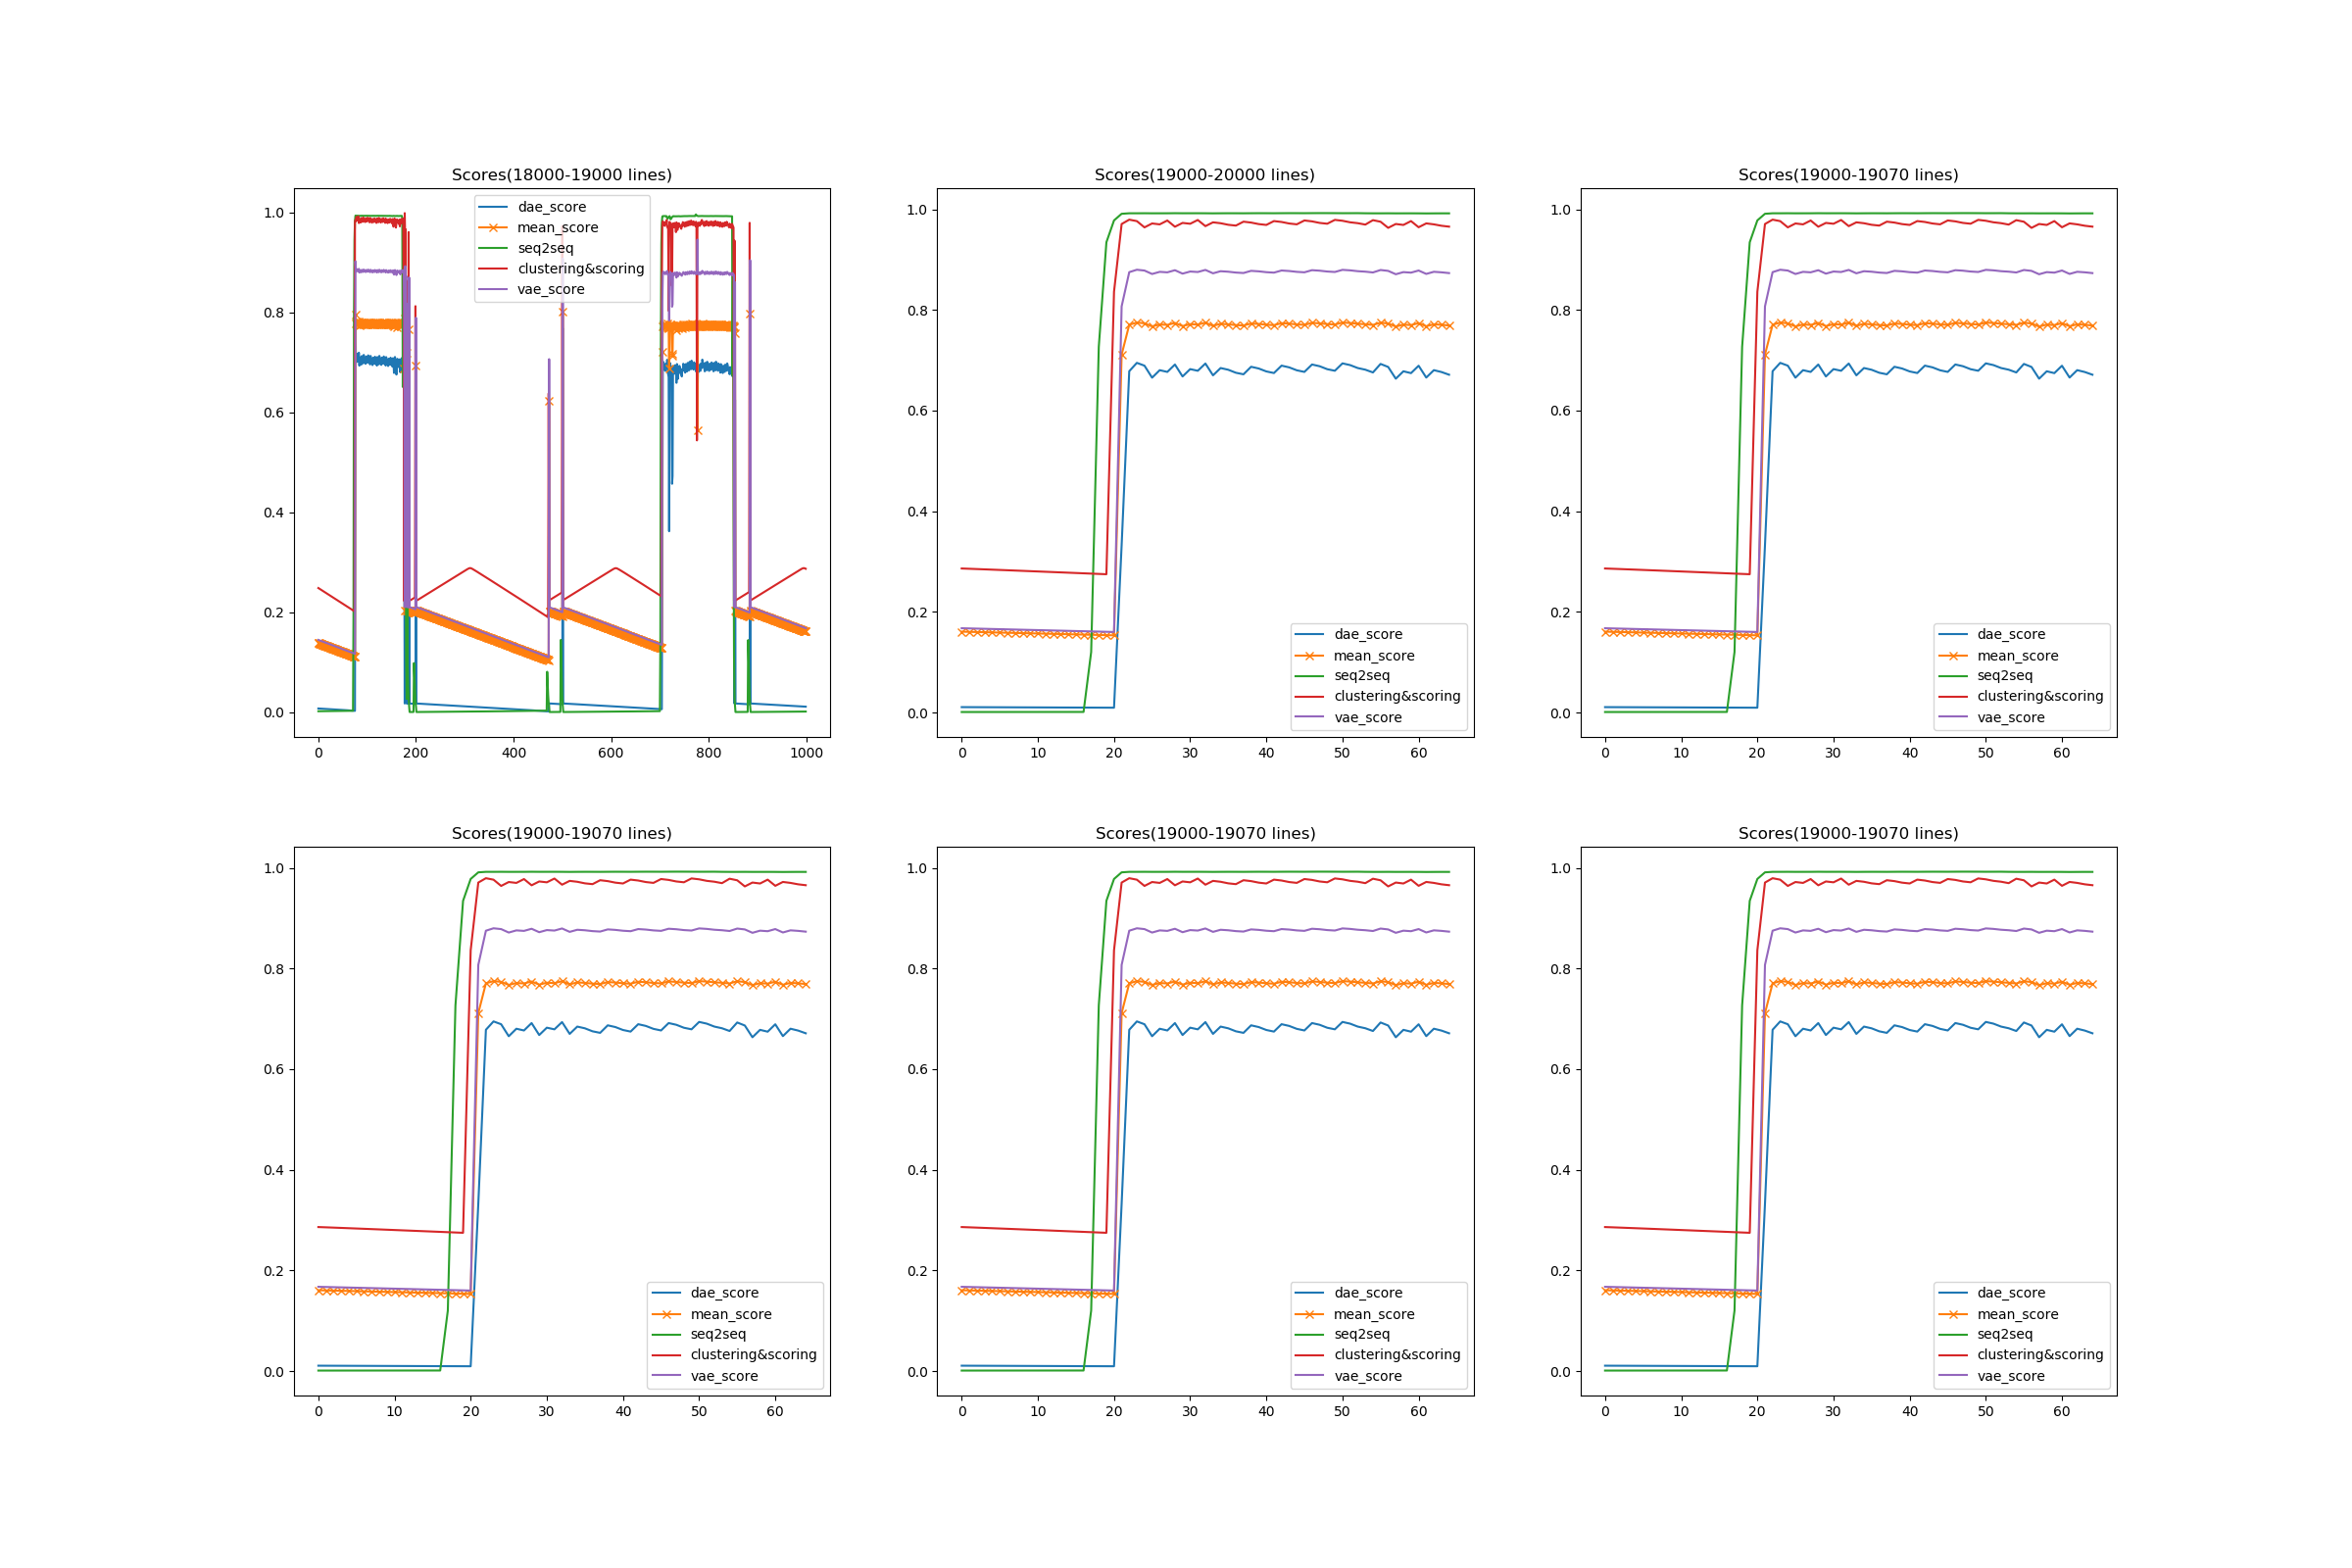 Scores(18000-19000 lines)
1.0
0.8
0.6
0.4
0.2
0.0
0 200 400 600 800 1000
dae_score
mean_score
seq2seq
clustering&scoring
vae_score
Scores(19000-20000 lines)
1.0
0.8
0.6
0.4
0.2
0.0
0 10 20 30 40 50 60
dae_score
mean_score
seq2seq
clustering&scoring
vae_score
Scores(19000-19070 lines)
1.0
0.8
0.6
0.4
0.2
0.0
0 10 20 30 40 50 60
dae_score
mean_score
seq2seq
clustering&scoring
vae_score
Scores(19000-19070 lines)
1.0
0.8
0.6
0.4
0.2
0.0
0 10 20 30 40 50 60
dae_score
mean_score
seq2seq
clustering&scoring
vae_score
Scores(19000-19070 lines)
1.0
0.8
0.6
0.4
0.2
0.0
0 10 20 30 40 50 60
dae_score
mean_score
seq2seq
clustering&scoring
vae_score
Scores(19000-19070 lines)
1.0
0.8
0.6
0.4
0.2
0.0
0 10 20 30 40 50 60
dae_score
mean_score
seq2seq
clustering&scoring
vae_score